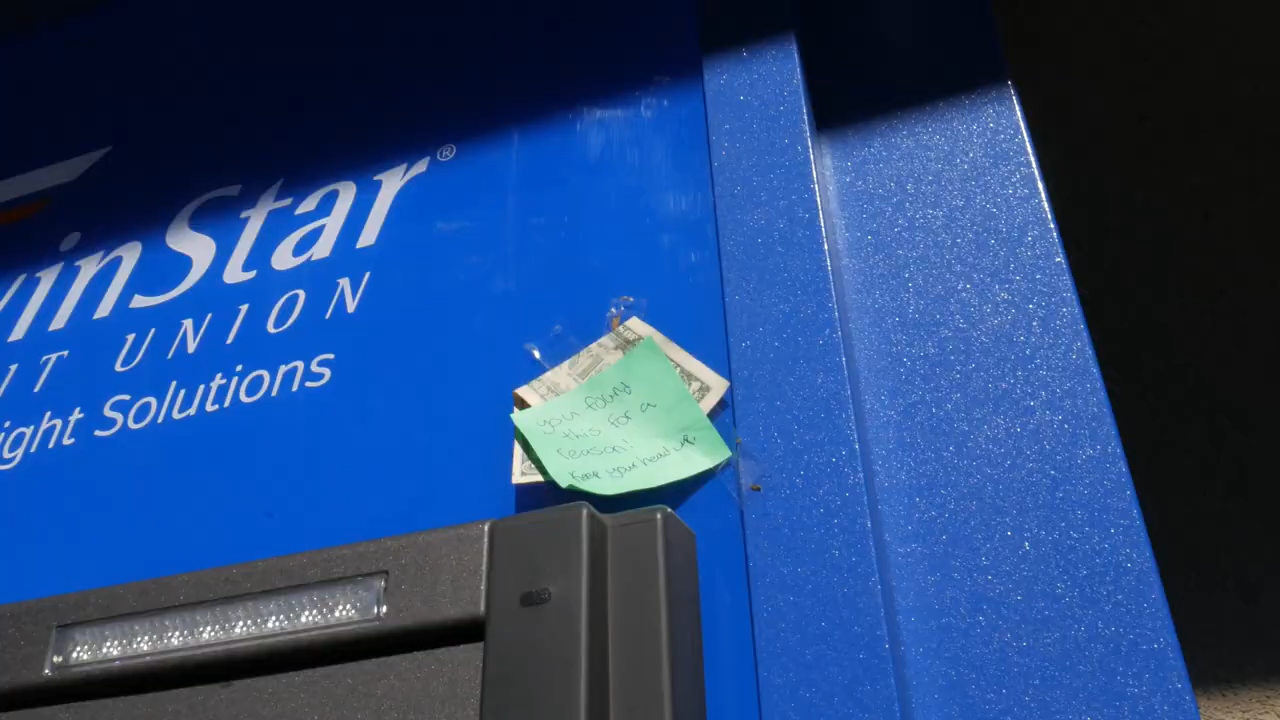 winStar®
IT UNION
ight Solutions
you found
this for a
reason!
Keep your head up.